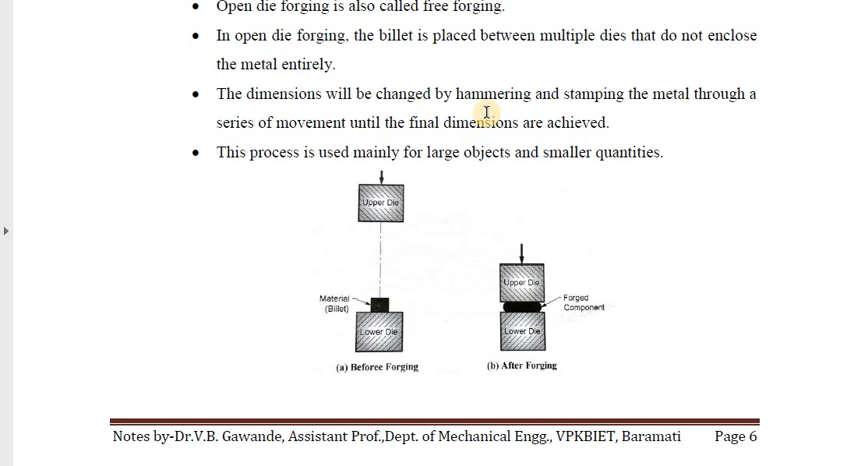 • Open die forging is also called free forging.
• In open die forging, the billet is placed between multiple dies that do not enclose
the metal entirely.
• The dimensions will be changed by hammering and stamping the metal through a
series of movement until the final dimensions are achieved.
• This process is used mainly for large objects and smaller quantities.
Upper Die
Material
(Billet)
Lower Die
(a) Beforce Forging
Upper Die
Forged
Component
Lower Die
(b) After Forging
Notes by-Dr.V.B. Gawande, Assistant Prof.,Dept. of Mechanical Engg., VPKBIET, Baramati Page 6